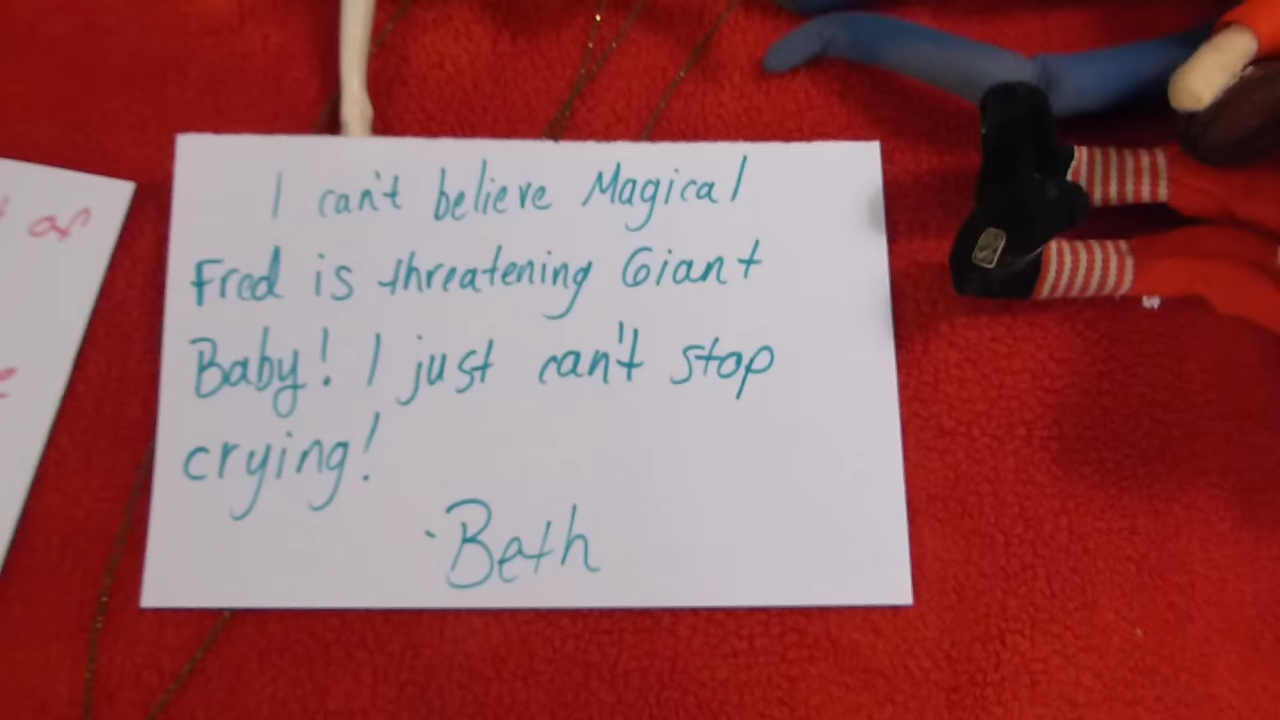 I can't believe Magical
Fred is threatening Giant
Baby! I just can't stop
crying!
·Beth